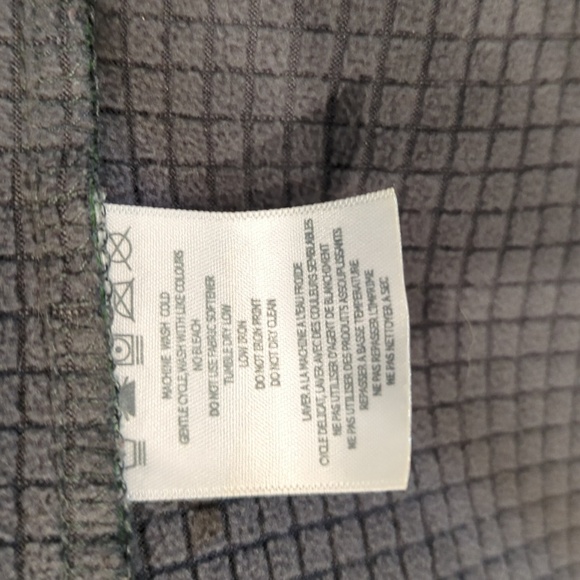 MACHINE WASH COLD
GENTLE CYCLE, WASH WITH LIKE COLOURS
NO BLEACH
DO NOT USE FABRIC SOFTENER
TUMBLE DRY LOW
LOW IRON
DO NOT IRON PRINT
DO NOT DRY CLEAN
LAVER A LA MACHINE A L'EAU FROIDE
CYCLE DELICAT, LAVER AVEC DES COULEURS SEMBLABLES
NE PAS UTILISER D'AGENT DE BLANCHIMENT
NE PAS UTILISER DES PRODUITS ASSOUPLISSANTS
REPASSER A BASSE TEMPERATURE
NE PAS REPASSER L'IMPRIME
NE PAS NETTOYER A SEC